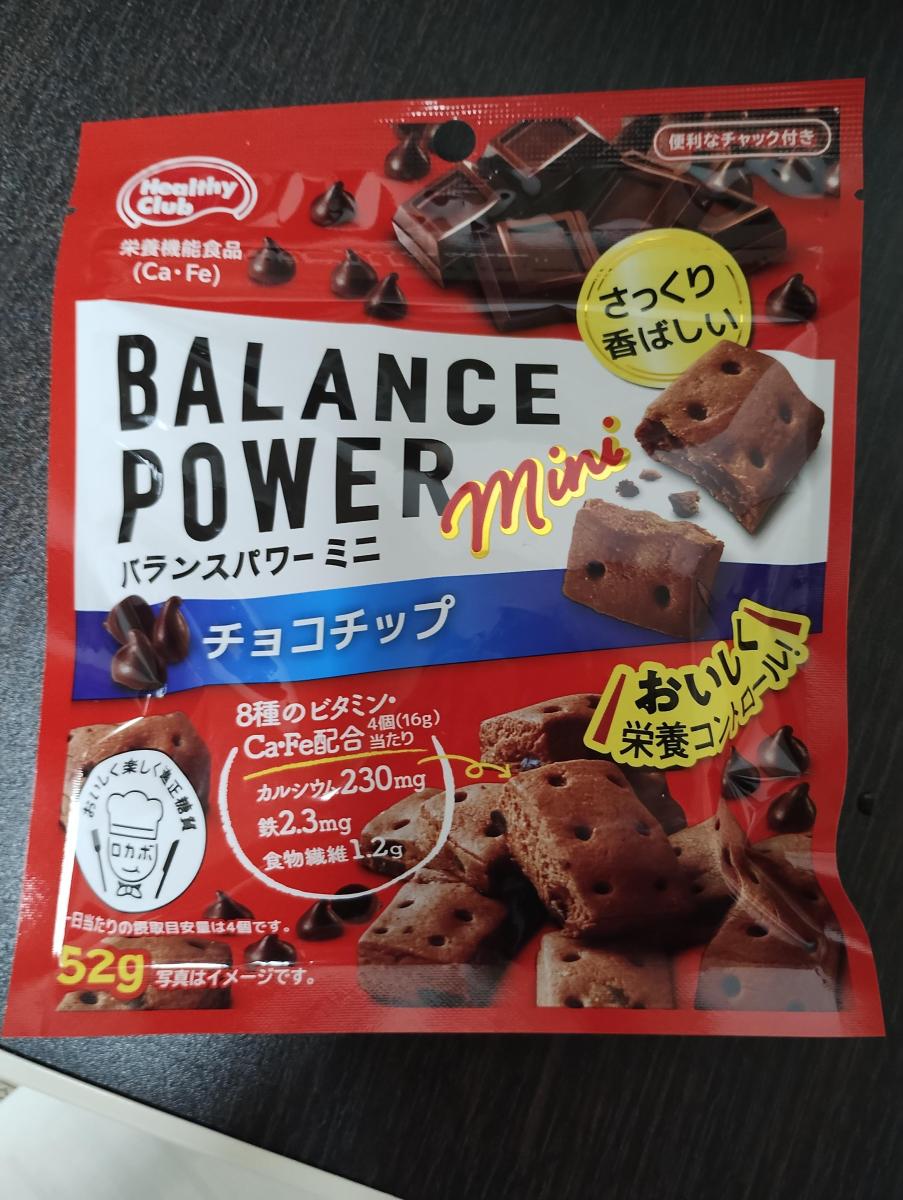 便利なチャック付き
Healthy
Club
栄養機能食品
(Ca・Fe)
さっくり
香ばしい
BALANCE
POWER
mini
バランスパワー ミニ
チョコチップ
おいしく
栄養コントロール!
8種のビタミン・
Ca・Fe配合 4個(16g)当たり
カルシウム230mg
鉄2.3mg
食物繊維1.2g
おいしく楽しく適正糖質
ロカボ
一日当たりの摂取目安量は4個です。
52g 写真はイメージです。